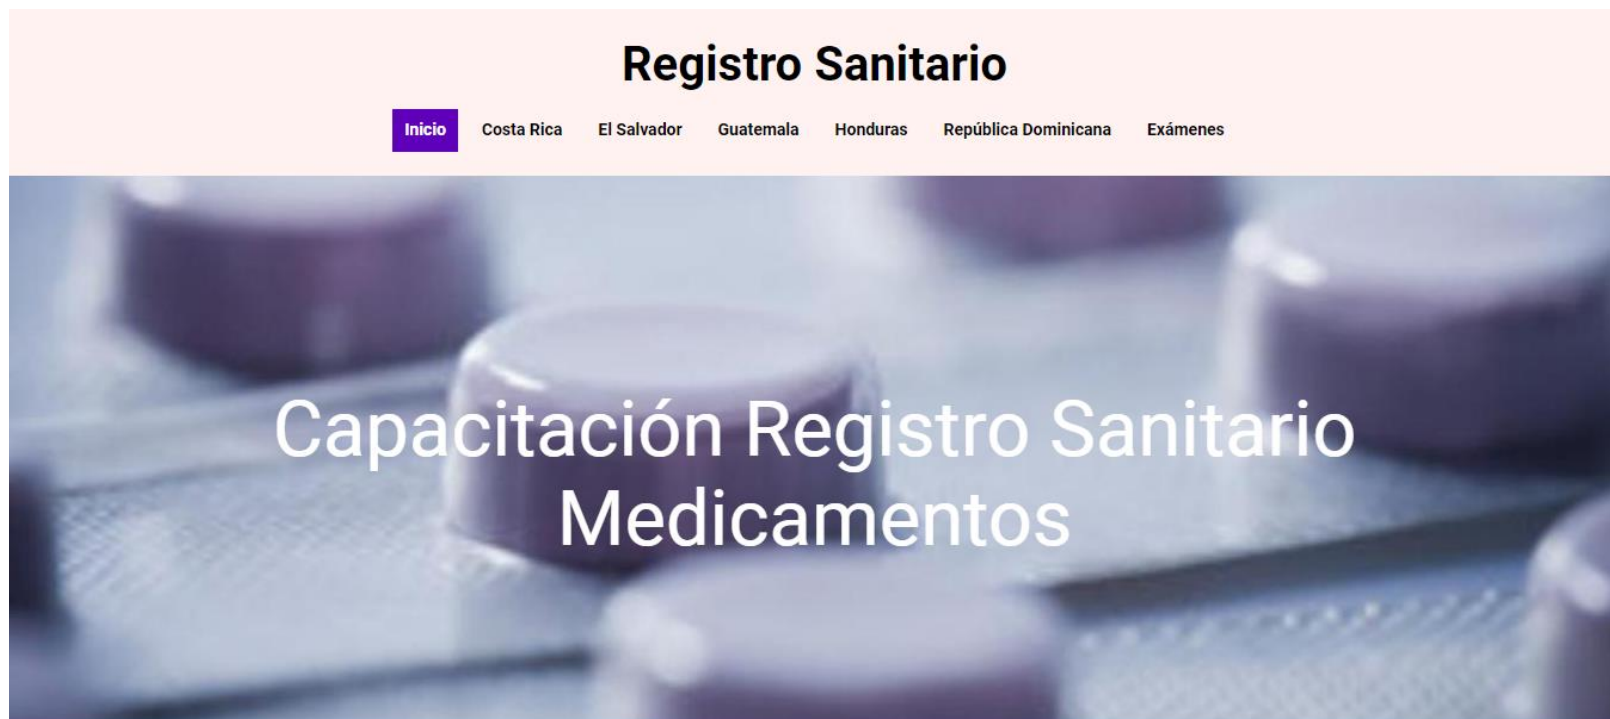 Registro Sanitario
Inicio Costa Rica El Salvador Guatemala Honduras República Dominicana Exámenes
Capacitación Registro Sanitario
Medicamentos